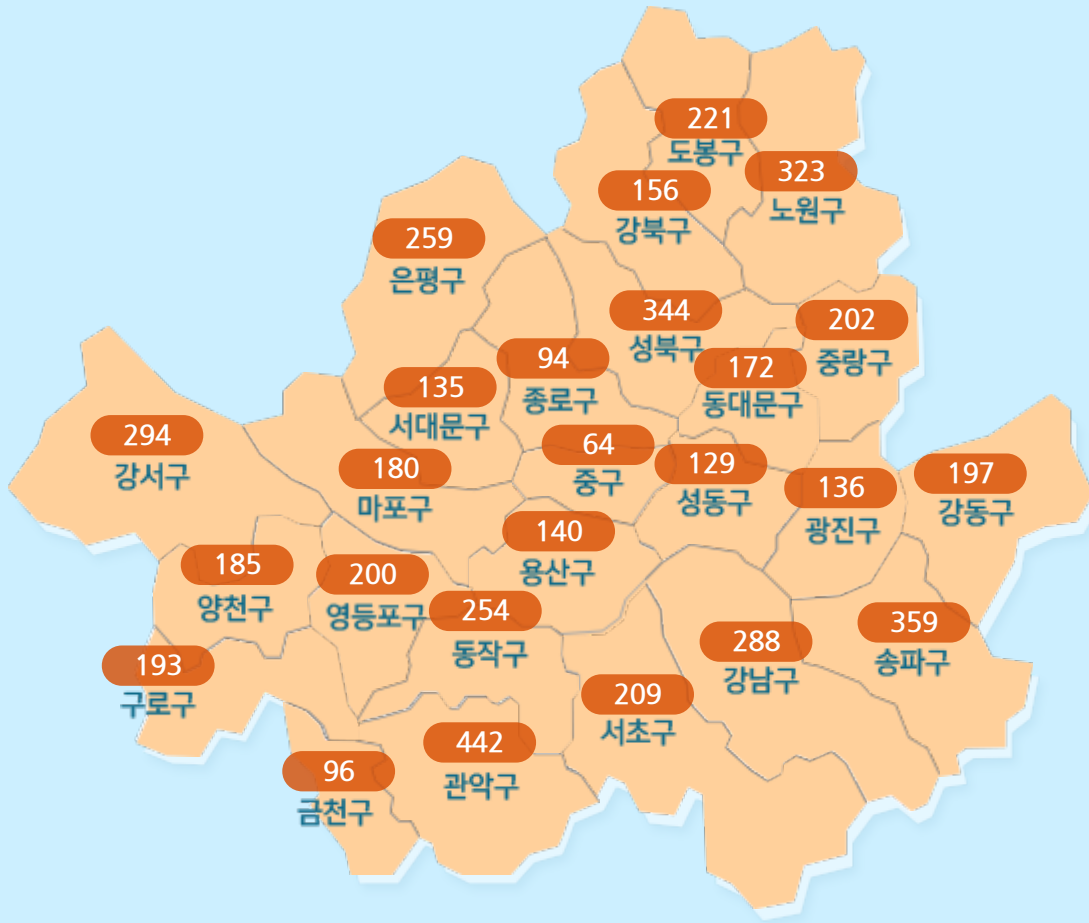 221
도봉구
323
노원구
156
강북구
259
은평구
344
성북구
202
중랑구
94
종로구
172
동대문구
135
서대문구
294
강서구
180
마포구
64
중구
129
성동구
136
광진구
197
강동구
140
용산구
185
양천구
200
영등포구
254
동작구
359
송파구
288
강남구
193
구로구
209
서초구
442
관악구
96
금천구